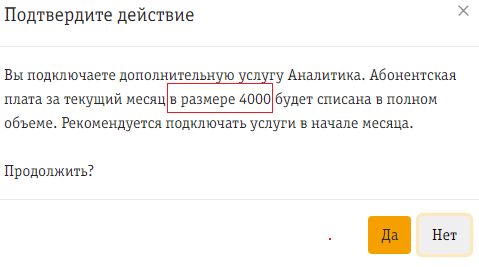 Подтвердите действие
Вы подключаете дополнительную услугу Аналитика. Абонентская
плата за текущий месяц в размере 4000 будет списана в полном
объеме. Рекомендуется подключать услуги в начале месяца.
Продолжить?
Да
Нет